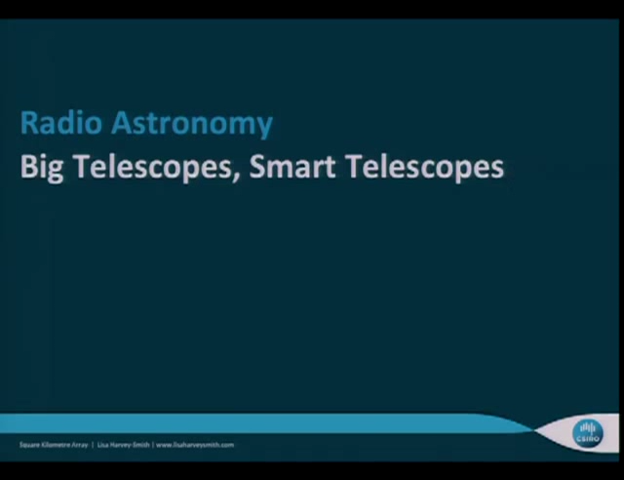 Radio Astronomy
Big Telescopes, Smart Telescopes
Square Kilometre Array | Lisa Harvey-Smith | www.lisaharveysmith.com
CSIRO